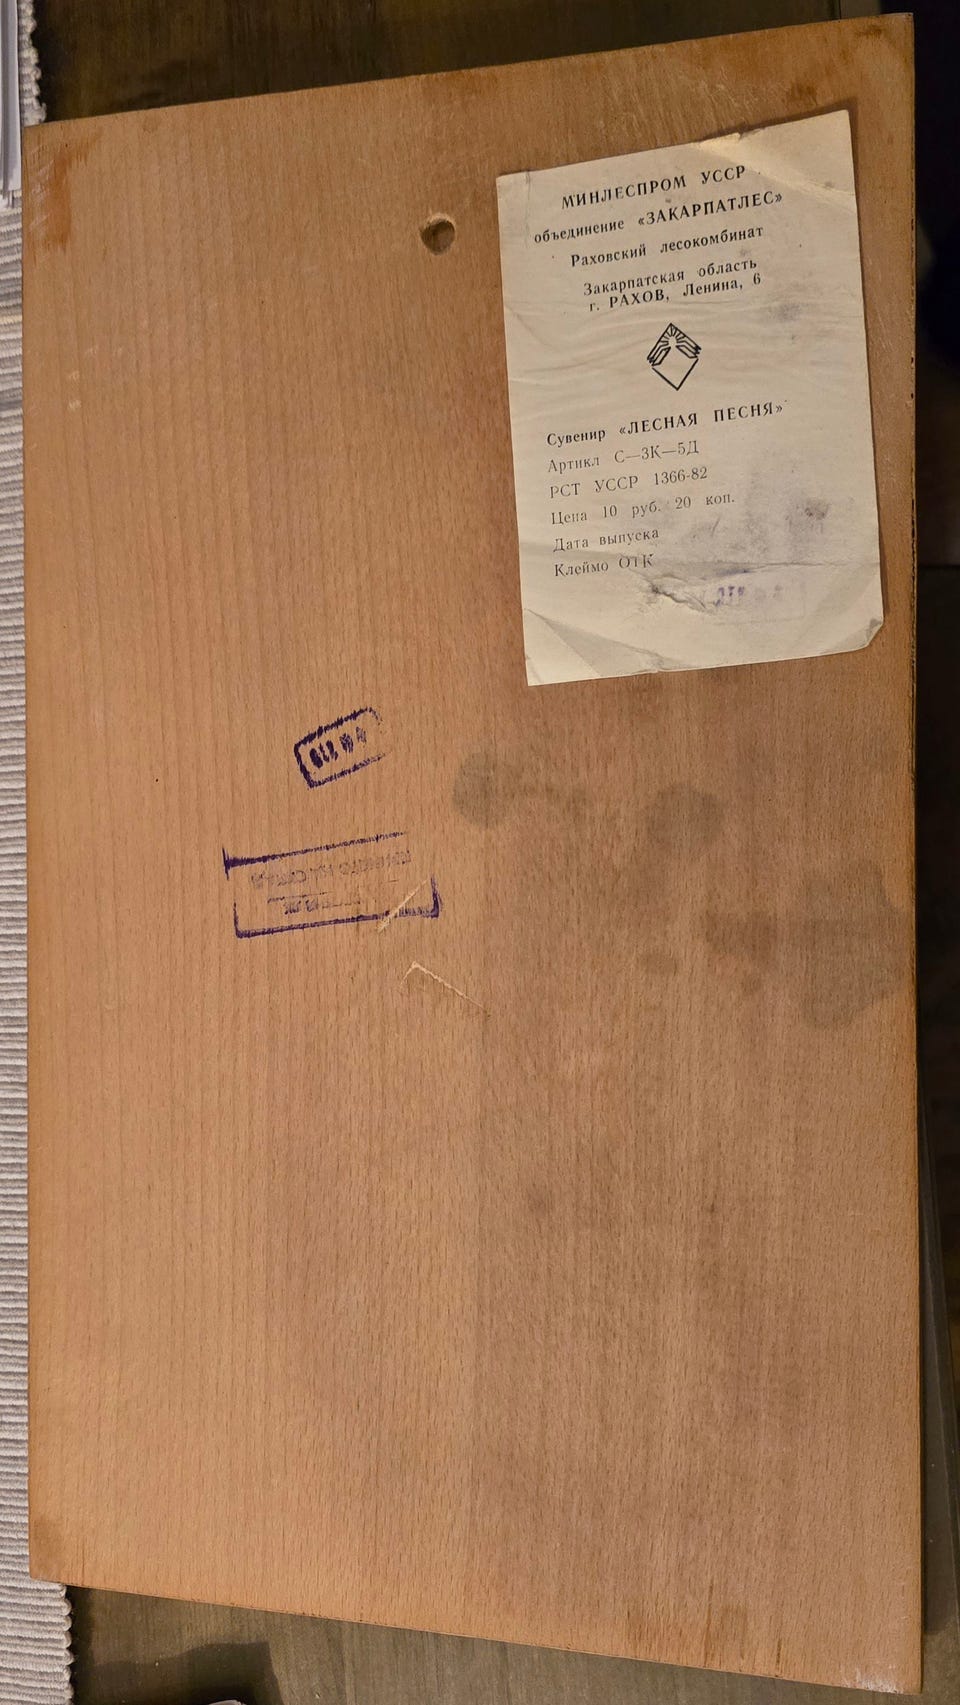 МИНЛЕСПРОМ УССР
объединение «ЗАКАРПАТЛЕС»
Раховский лесокомбинат
Закарпатская область
г. РАХОВ, Ленина, 6
Сувенир «ЛЕСНАЯ ПЕСНЯ»
Артикл С—3К—5Д
РСТ УССР 1366-82
Цена 10 руб. 20 коп.
Дата выпуска
Клеймо ОТК